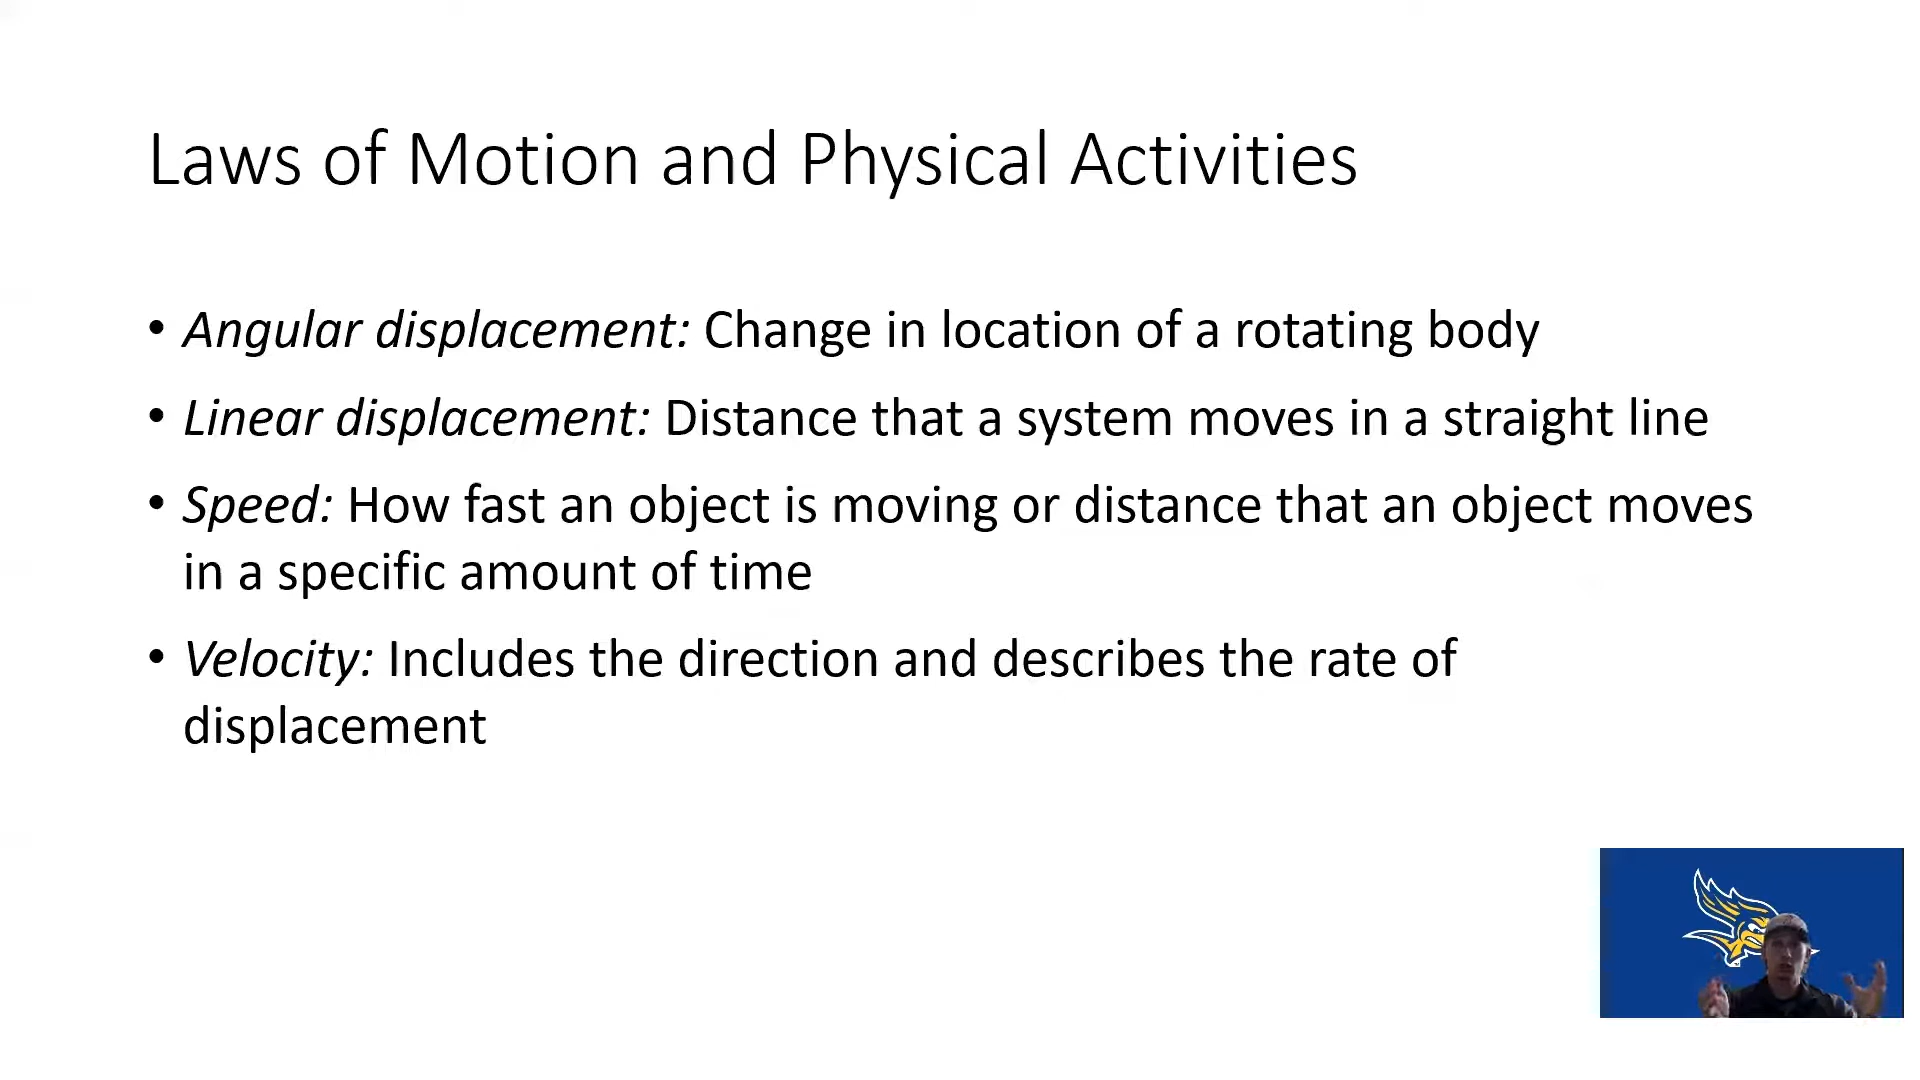 Laws of Motion and Physical Activities
• Angular displacement: Change in location of a rotating body
• Linear displacement: Distance that a system moves in a straight line
• Speed: How fast an object is moving or distance that an object moves
in a specific amount of time
• Velocity: Includes the direction and describes the rate of
displacement